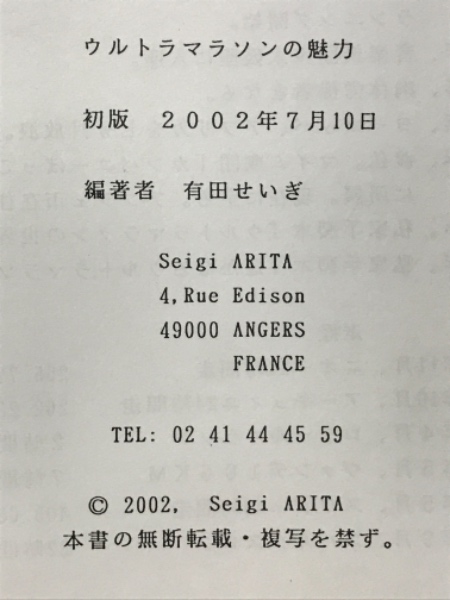 ウルトラマラソンの魅力
初版 2002年7月10日
編著者 有田せいぎ
Seigi ARITA
4,Rue Edison
49000 ANGERS
FRANCE
TEL: 02 41 44 45 59
© 2002, Seigi ARITA
本書の無断転載・複写を禁ず。